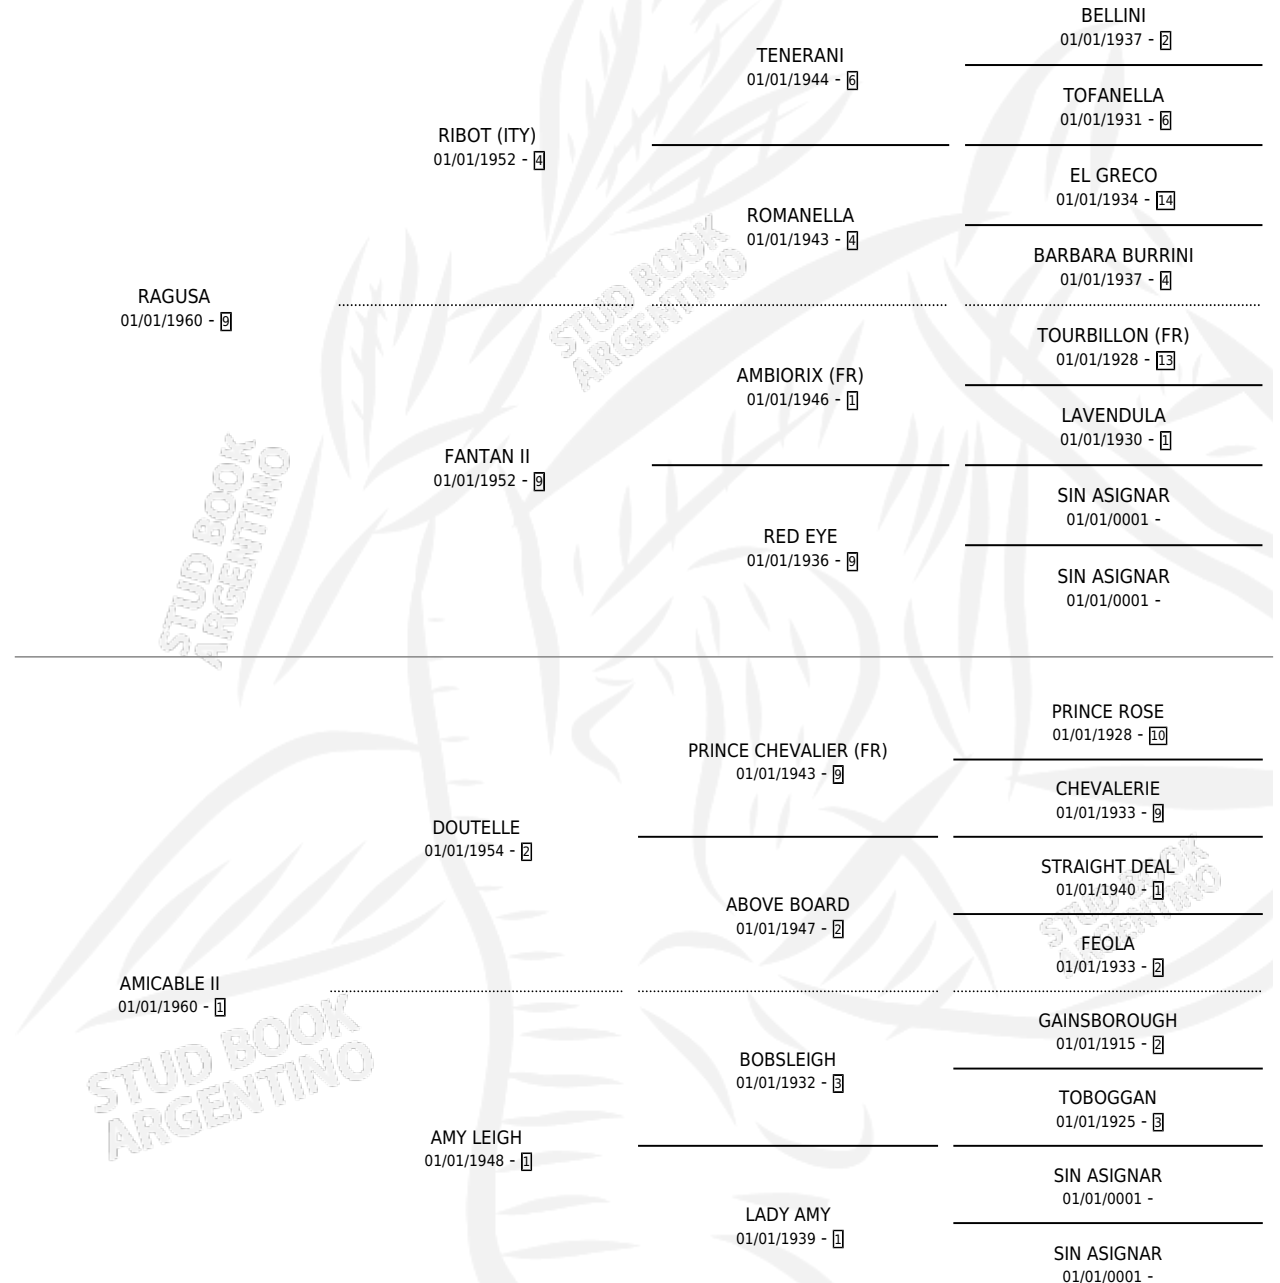 BELLINI
01/01/1937 - 2
TENERANI
01/01/1944 - 6
TOFANELLA
01/01/1931 - 6
RIBOT (ITY)
01/01/1952 - 4
EL GRECO
01/01/1934 - 14
ROMANELLA
01/01/1943 - 4
BARBARA BURRINI
01/01/1937 - 4
RAGUSA
01/01/1960 - 9
TOURBILLON (FR)
01/01/1928 - 13
AMBIORIX (FR)
01/01/1946 - 1
LAVENDULA
01/01/1930 - 1
FANTAN II
01/01/1952 - 9
SIN ASIGNAR
01/01/0001 -
RED EYE
01/01/1936 - 9
SIN ASIGNAR
01/01/0001 -
STUD BOOK
ARGENTINO
STUD BOOK
ARGENTINO
PRINCE ROSE
01/01/1928 - 10
PRINCE CHEVALIER (FR)
01/01/1943 - 9
CHEVALERIE
01/01/1933 - 9
DOUTELLE
01/01/1954 - 2
STRAIGHT DEAL
01/01/1940 - 1
ABOVE BOARD
01/01/1947 - 2
FEOLA
01/01/1933 - 2
AMICABLE II
01/01/1960 - 1
GAINSBOROUGH
01/01/1915 - 2
BOBSLEIGH
01/01/1932 - 3
TOBOGGAN
01/01/1925 - 3
AMY LEIGH
01/01/1948 - 1
SIN ASIGNAR
01/01/0001 -
LADY AMY
01/01/1939 - 1
SIN ASIGNAR
01/01/0001 -
STUD BOOK
ARGENTINO
STUD BOOK
ARGENTINO